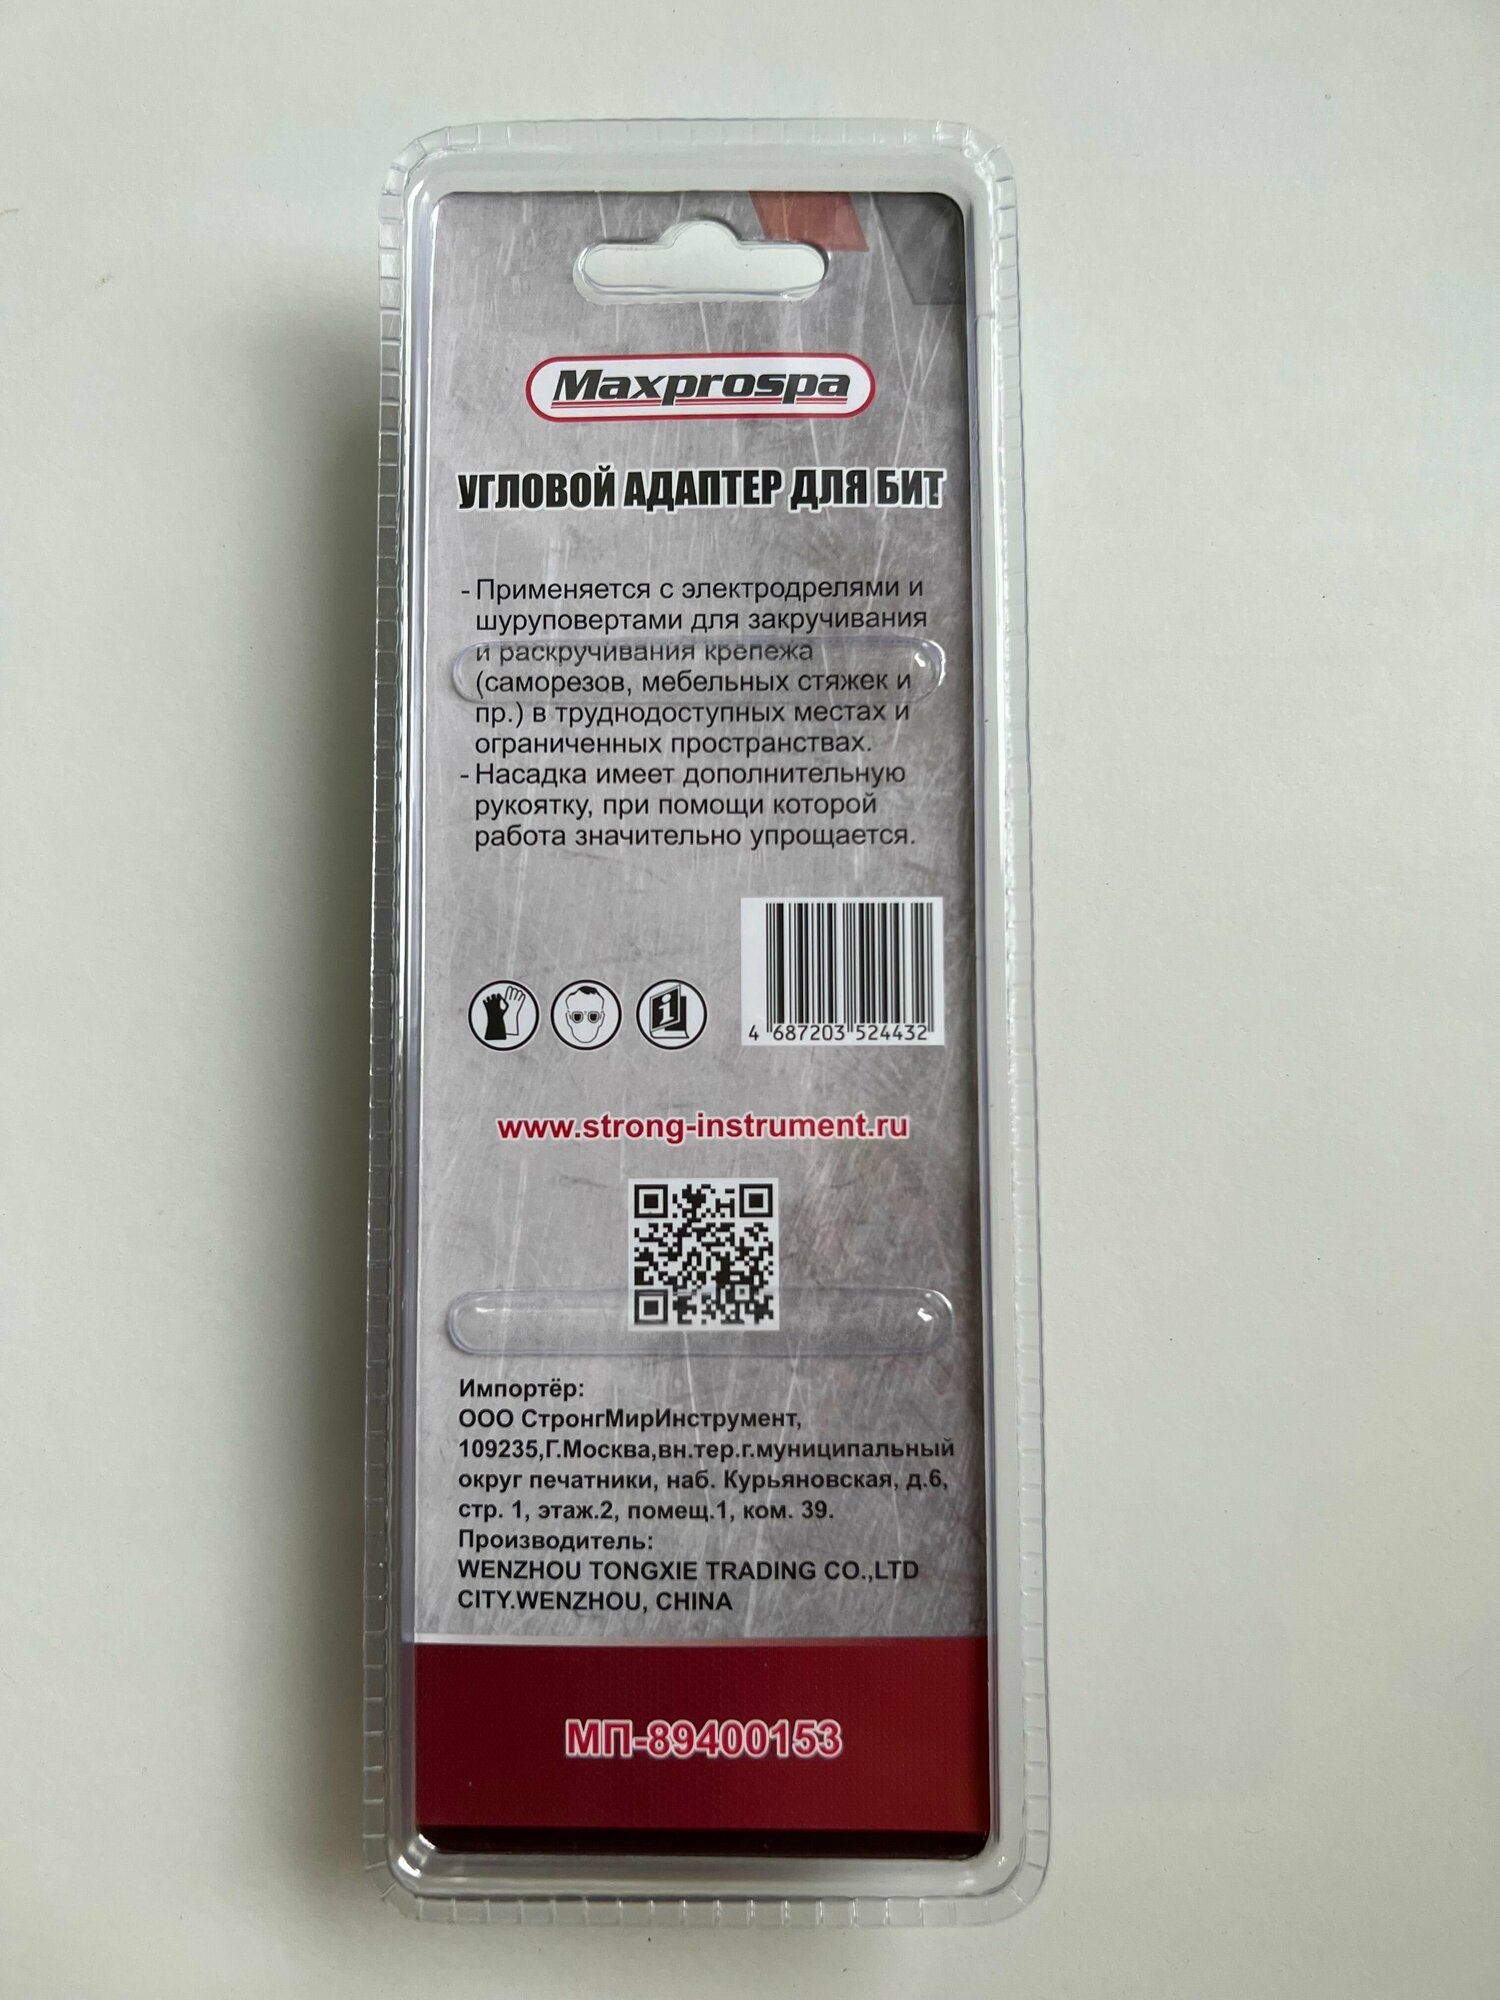 Maxprospa
УГЛОВОЙ АДАПТЕР ДЛЯ БИТ
- Применяется с электродрелями и
шуруповертами для закручивания
и раскручивания крепежа
(саморезов, мебельных стяжек и
пр.) в труднодоступных местах и
ограниченных пространствах.
- Насадка имеет дополнительную
рукоятку, при помощи которой
работа значительно упрощается.
4 687203 524432
www.strong-instrument.ru
Импортёр:
ООО СтронгМирИнструмент,
109235,Г.Москва,вн.тер.г.муниципальный
округ печатники, наб. Курьяновская, д.6,
стр. 1, этаж.2, помещ.1, ком. 39.
Производитель:
WENZHOU TONGXIE TRADING CO.,LTD
CITY.WENZHOU, CHINA
МП-89400153